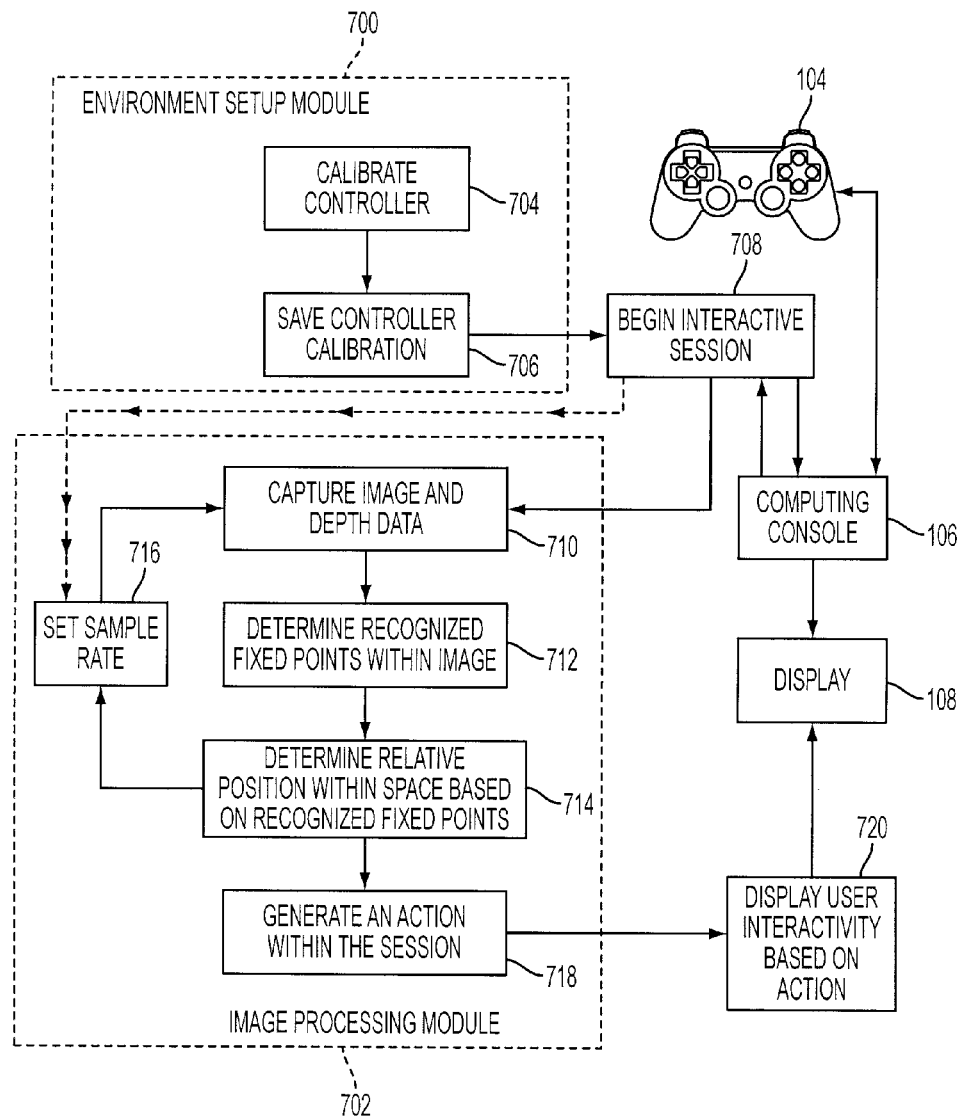 700
ENVIRONMENT SETUP MODULE
104
CALIBRATE
CONTROLLER
704
708
SAVE CONTROLLER
CALIBRATION
706
BEGIN INTERACTIVE
SESSION
CAPTURE IMAGE AND
DEPTH DATA
710
COMPUTING
CONSOLE
106
716
SET SAMPLE
RATE
DETERMINE RECOGNIZED
FIXED POINTS WITHIN IMAGE
712
DISPLAY
108
DETERMINE RELATIVE
POSITION WITHIN SPACE BASED
ON RECOGNIZED FIXED POINTS
714
720
GENERATE AN ACTION
WITHIN THE SESSION
718
DISPLAY USER
INTERACTIVITY
BASED ON
ACTION
IMAGE PROCESSING MODULE
702